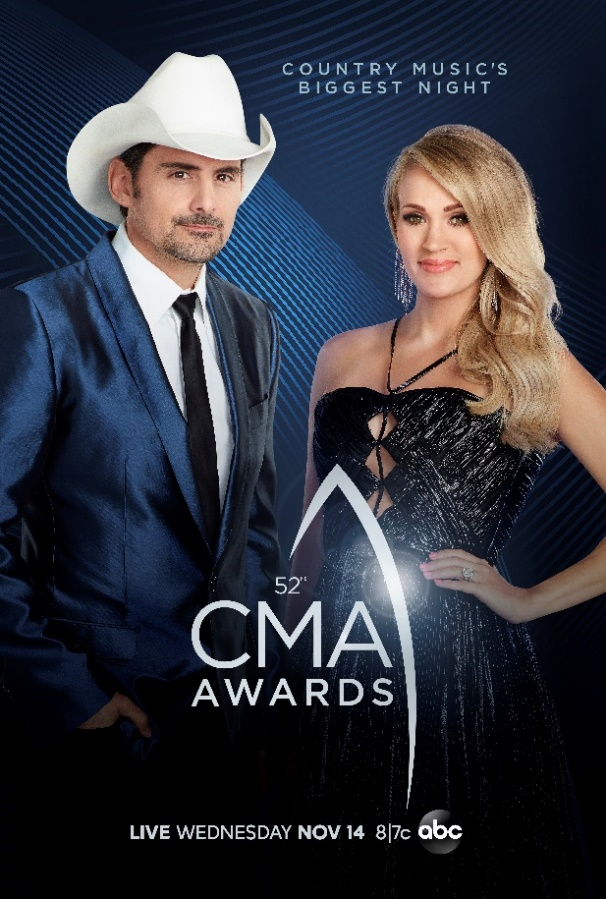 COUNTRY MUSIC'S
BIGGEST NIGHT
52nd
CMA
AWARDS
LIVE WEDNESDAY NOV 14 8|7c abc